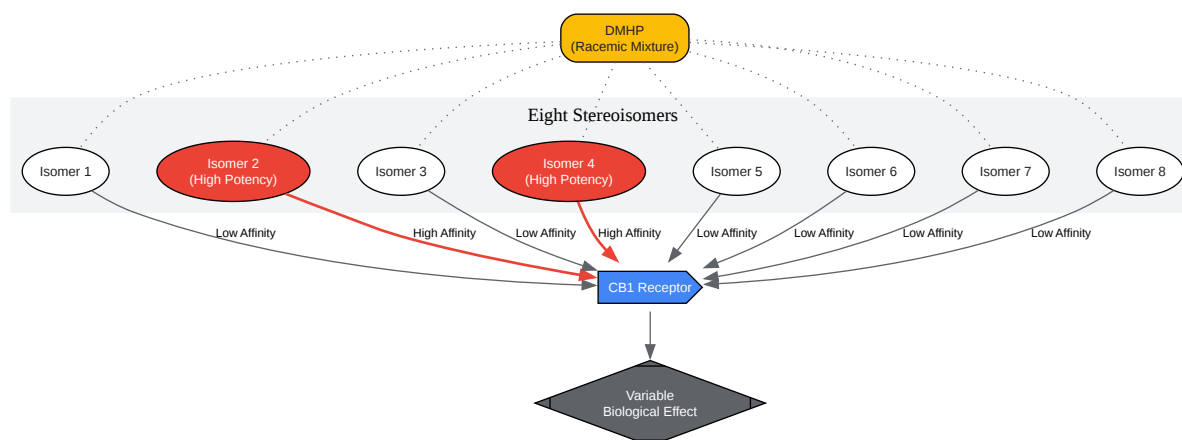 DMHP
(Racemic Mixture)
Eight Stereoisomers
Isomer 1
Isomer 2
(High Potency)
Isomer 3
Isomer 4
(High Potency)
Isomer 5
Isomer 6
Isomer 7
Isomer 8
Low Affinity
High Affinity
Low Affinity
High Affinity
Low Affinity
Low Affinity
Low Affinity
Low Affinity
CB1 Receptor
Variable
Biological Effect